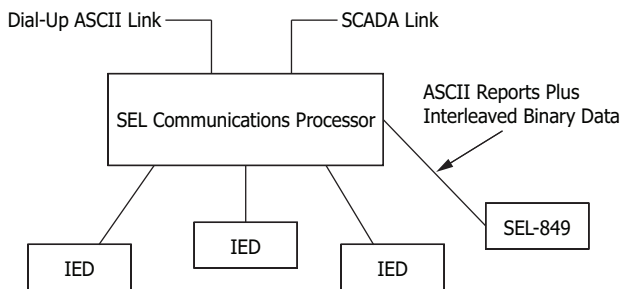 Dial-Up ASCII Link
SCADA Link
SEL Communications Processor
ASCII Reports Plus
Interleaved Binary Data
SEL-849
IED
IED
IED